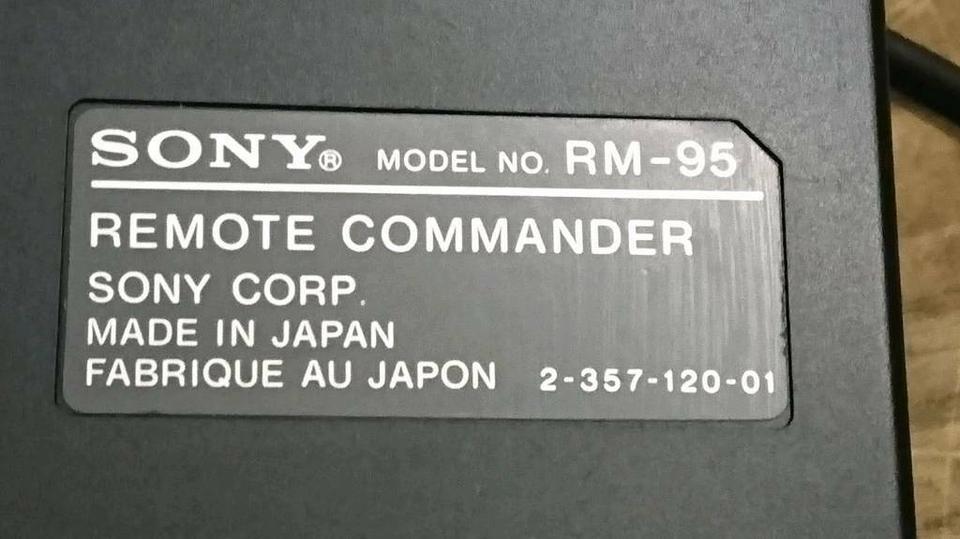 SONY® MODEL NO. RM-95
REMOTE COMMANDER
SONY CORP.
MADE IN JAPAN
FABRIQUE AU JAPON 2-357-120-01